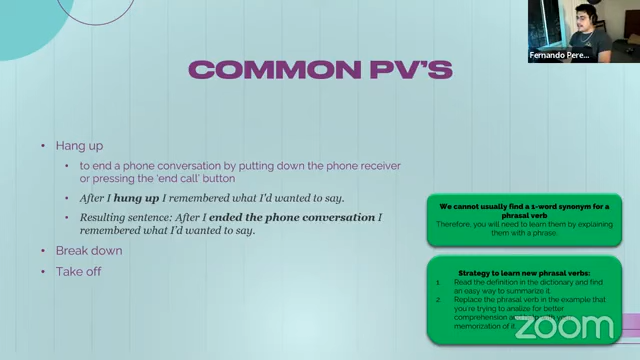 Fernando Pere...
COMMON PV'S
• Hang up
• to end a phone conversation by putting down the phone receiver
or pressing the 'end call' button
• After I hung up I remembered what I'd wanted to say.
• Resulting sentence: After I ended the phone conversation I
remembered what I'd wanted to say.
• Break down
• Take off
We cannot usually find a 1-word synonym for a
phrasal verb
Therefore, you will need to learn them by explaining
them with a phrase.
Strategy to learn new phrasal verbs:
1. Read the definition in the dictionary and find
an easy way to summarize it.
2. Replace the phrasal verb in the example that
you're trying to analize for better
comprehension
memorization of it
zoom